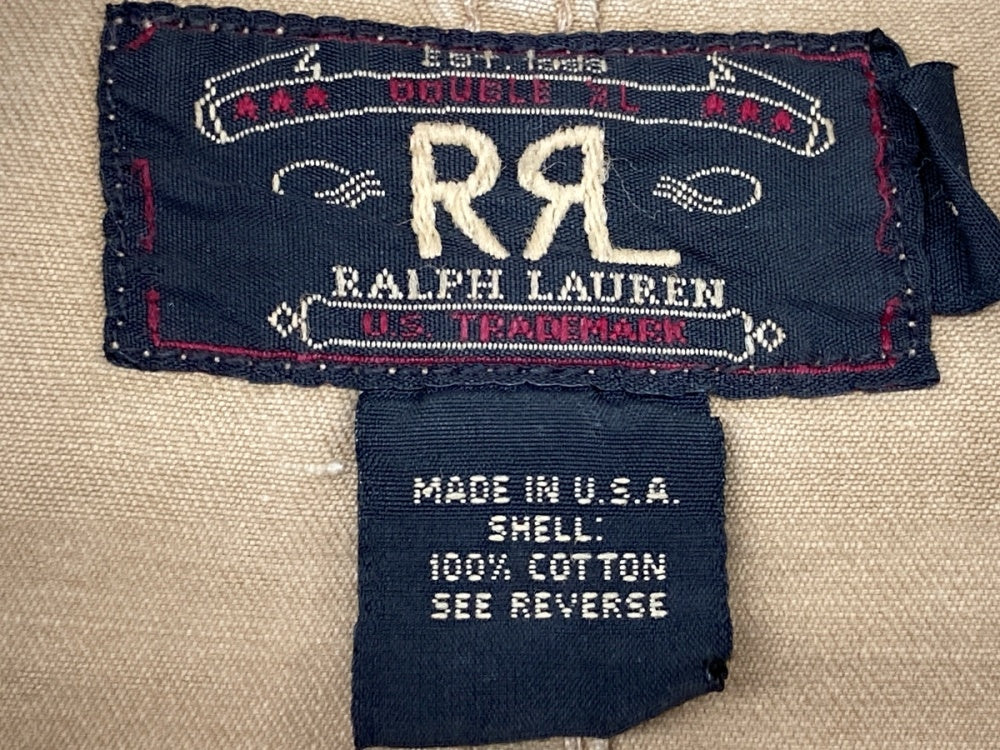 Est. 1993
DOUBLE RL
RRL
RALPH LAUREN
U.S. TRADEMARK
MADE IN U.S.A.
SHELL:
100% COTTON
SEE REVERSE